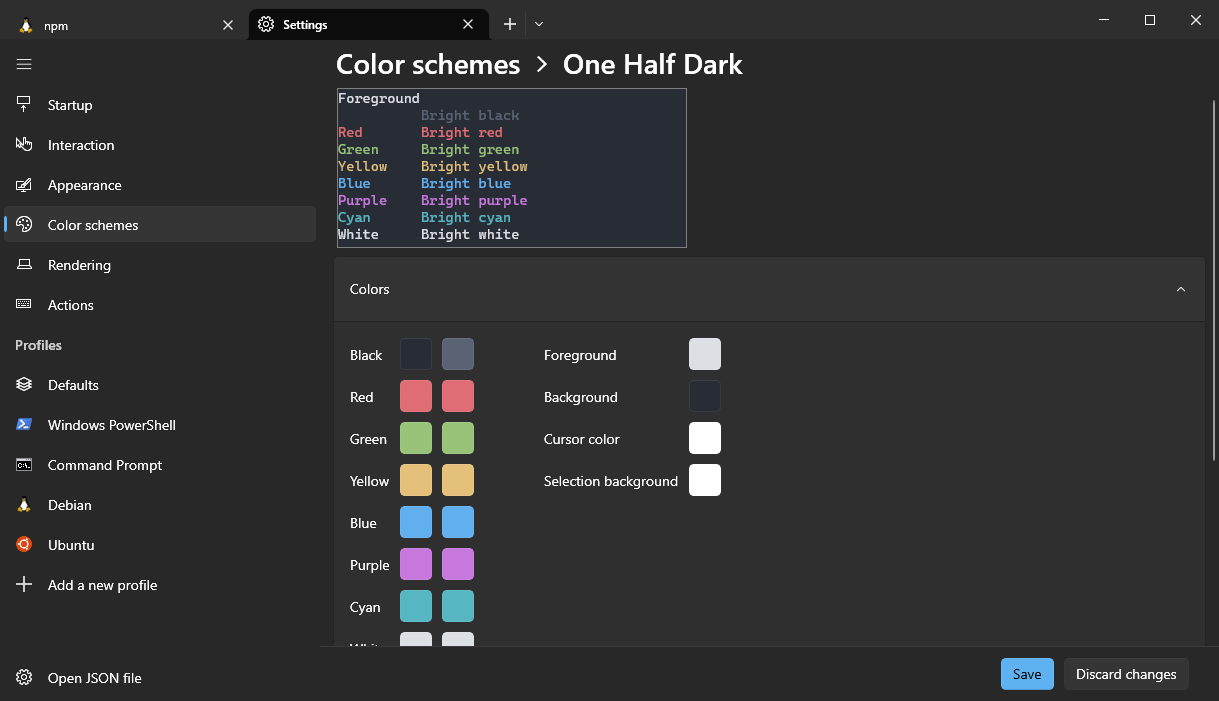 npm
Settings
Startup
Interaction
Appearance
Color schemes
Rendering
Actions
Profiles
Defaults
Windows PowerShell
Command Prompt
Debian
Ubuntu
Add a new profile
Open JSON file
Color schemes > One Half Dark
Foreground
Bright black
Red Bright red
Green Bright green
Yellow Bright yellow
Blue Bright blue
Purple Bright purple
Cyan Bright cyan
White Bright white
Colors
Black Foreground
Red Background
Green Cursor color
Yellow Selection background
Blue
Purple
Cyan
Save Discard changes